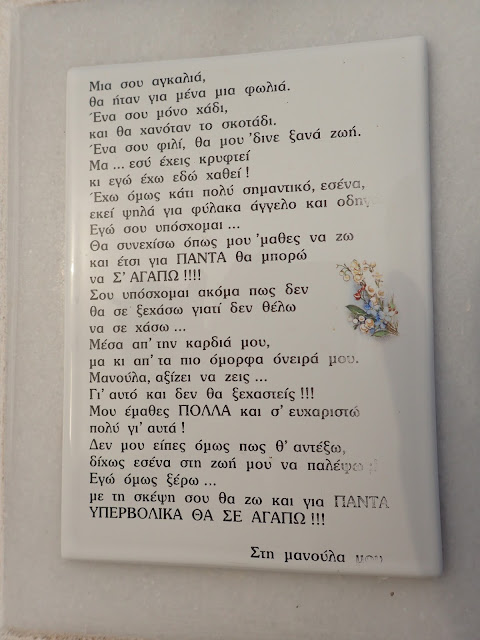 Μια σου αγκαλιά,
θα ήταν για μένα μια φωλιά.
Ένα σου μόνο χάδι,
και θα χανόταν το σκοτάδι.
Ένα σου φιλί, θα μου 'δινε ξανά ζωή.
Μα ... εσύ έχεις κρυφτεί
κι εγώ έχω εδώ χαθεί !
Έχω όμως κάτι πολύ σημαντικό, εσένα,
εκεί ψηλά για φύλακα άγγελο και
Εγώ σου υπόσχομαι ...
Θα συνεχίσω όπως μου 'μαθες να ζω
και έτσι για ΠΑΝΤΑ θα μπορώ
να Σ' ΑΓΑΠΩ !!!!
Σου υπόσχομαι ακόμα πως δεν
θα σε ξεχάσω γιατί δεν θέλω
να σε χάσω ...
Μέσα απ' την καρδιά μου,
μα κι απ' τα πιο όμορφα όνειρά μου.
Μανούλα, αξίζει να ζεις ...
Γι' αυτό και δεν θα ξεχαστείς !!!
Μου έμαθες ΠΟΛΛΑ και σ' ευχαριστώ
πολύ γι' αυτά !
Δεν μου είπες όμως πως θ' αντέξω,
δίχως εσένα στη ζωή μου να παλέψω
Εγώ όμως ξέρω ...
με τη σκέψη σου θα ζω και για ΠΑΝΤΑ
ΥΠΕΡΒΟΛΙΚΑ ΘΑ ΣΕ ΑΓΑΠΩ !!!
Στη μανούλα μου